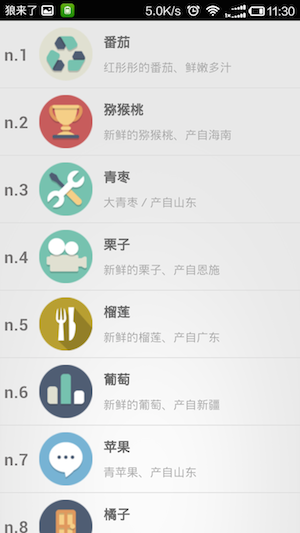 狼来了 5.0K/s 11:30
n.1
番茄
红彤彤的番茄、鲜嫩多汁
n.2
猕猴桃
新鲜的猕猴桃、产自海南
n.3
青枣
大青枣 / 产自山东
n.4
栗子
新鲜的栗子、产自恩施
n.5
榴莲
新鲜的榴莲、产自广东
n.6
葡萄
新鲜的葡萄、产自新疆
n.7
苹果
青苹果、产自山东
n.8
橘子